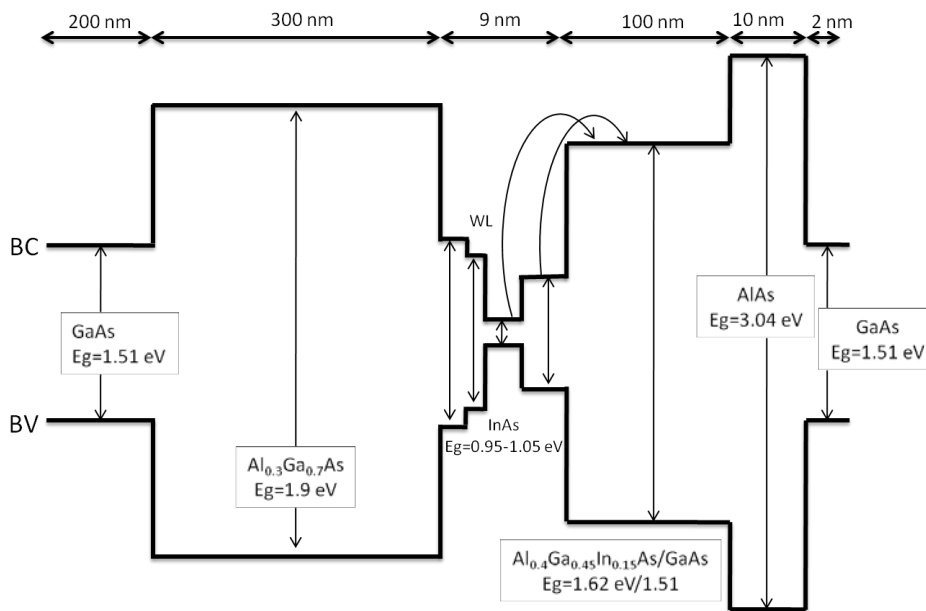 200 nm
300 nm
9 nm
100 nm
10 nm
2 nm
WL
BC
GaAs
Eg=1.51 eV
AlAs
Eg=3.04 eV
GaAs
Eg=1.51 eV
BV
InAs
Eg=0.95-1.05 eV
Al₀.₃Ga₀.₇As
Eg=1.9 eV
Al₀.₄Ga₀.₄₅In₀.₁₅As/GaAs
Eg=1.62 eV/1.51